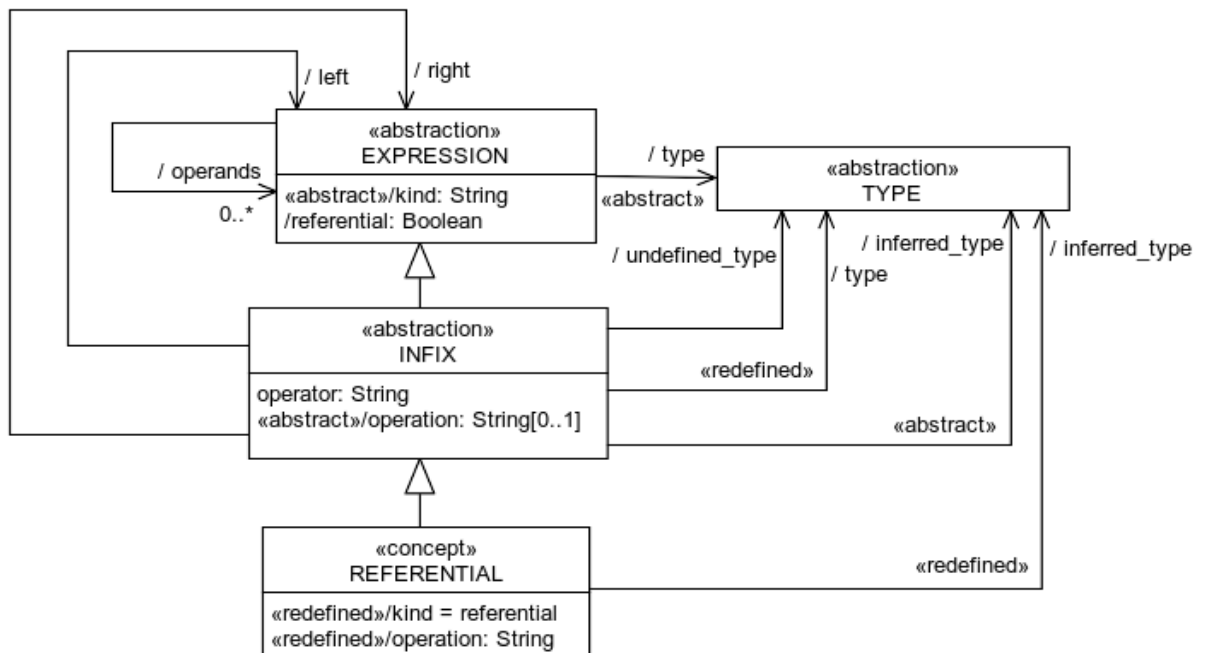 / left
/ right
«abstraction»
EXPRESSION
/ operands
0..*
«abstract»/kind: String
/referential: Boolean
/ type
«abstract»
«abstraction»
TYPE
/ undefined_type
/ type
/ inferred_type
/ inferred_type
«abstraction»
INFIX
operator: String
«abstract»/operation: String[0..1]
«redefined»
«abstract»
«redefined»
«concept»
REFERENTIAL
«redefined»/kind = referential
«redefined»/operation: String